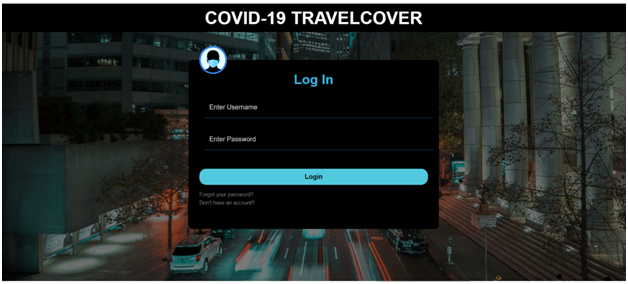 COVID-19 TRAVELCOVER
Log In
Enter Username
Enter Password
Login
Forgot your password?
Don't have an account?